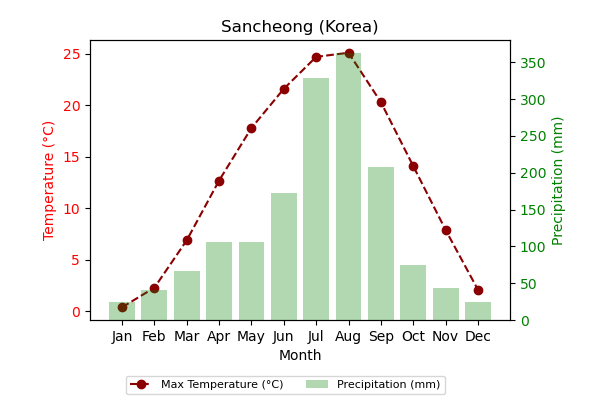 Sancheong (Korea)
Temperature (°C)
25
20
15
10
5
0
350
300
250
200
150
100
50
0
Precipitation (mm)
Jan Feb Mar Apr May Jun Jul Aug Sep Oct Nov Dec
Month
Max Temperature (°C) Precipitation (mm)